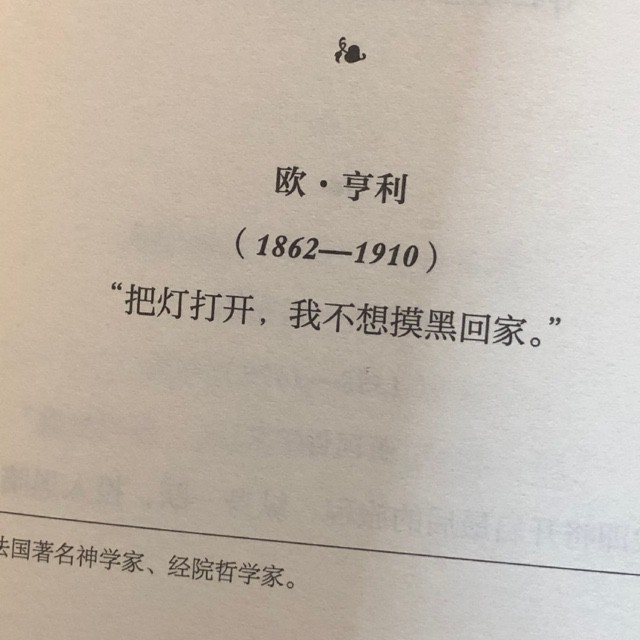 欧·亨利
（1862—1910）
“把灯打开，我不想摸黑回家。”
法国著名神学家、经院哲学家。